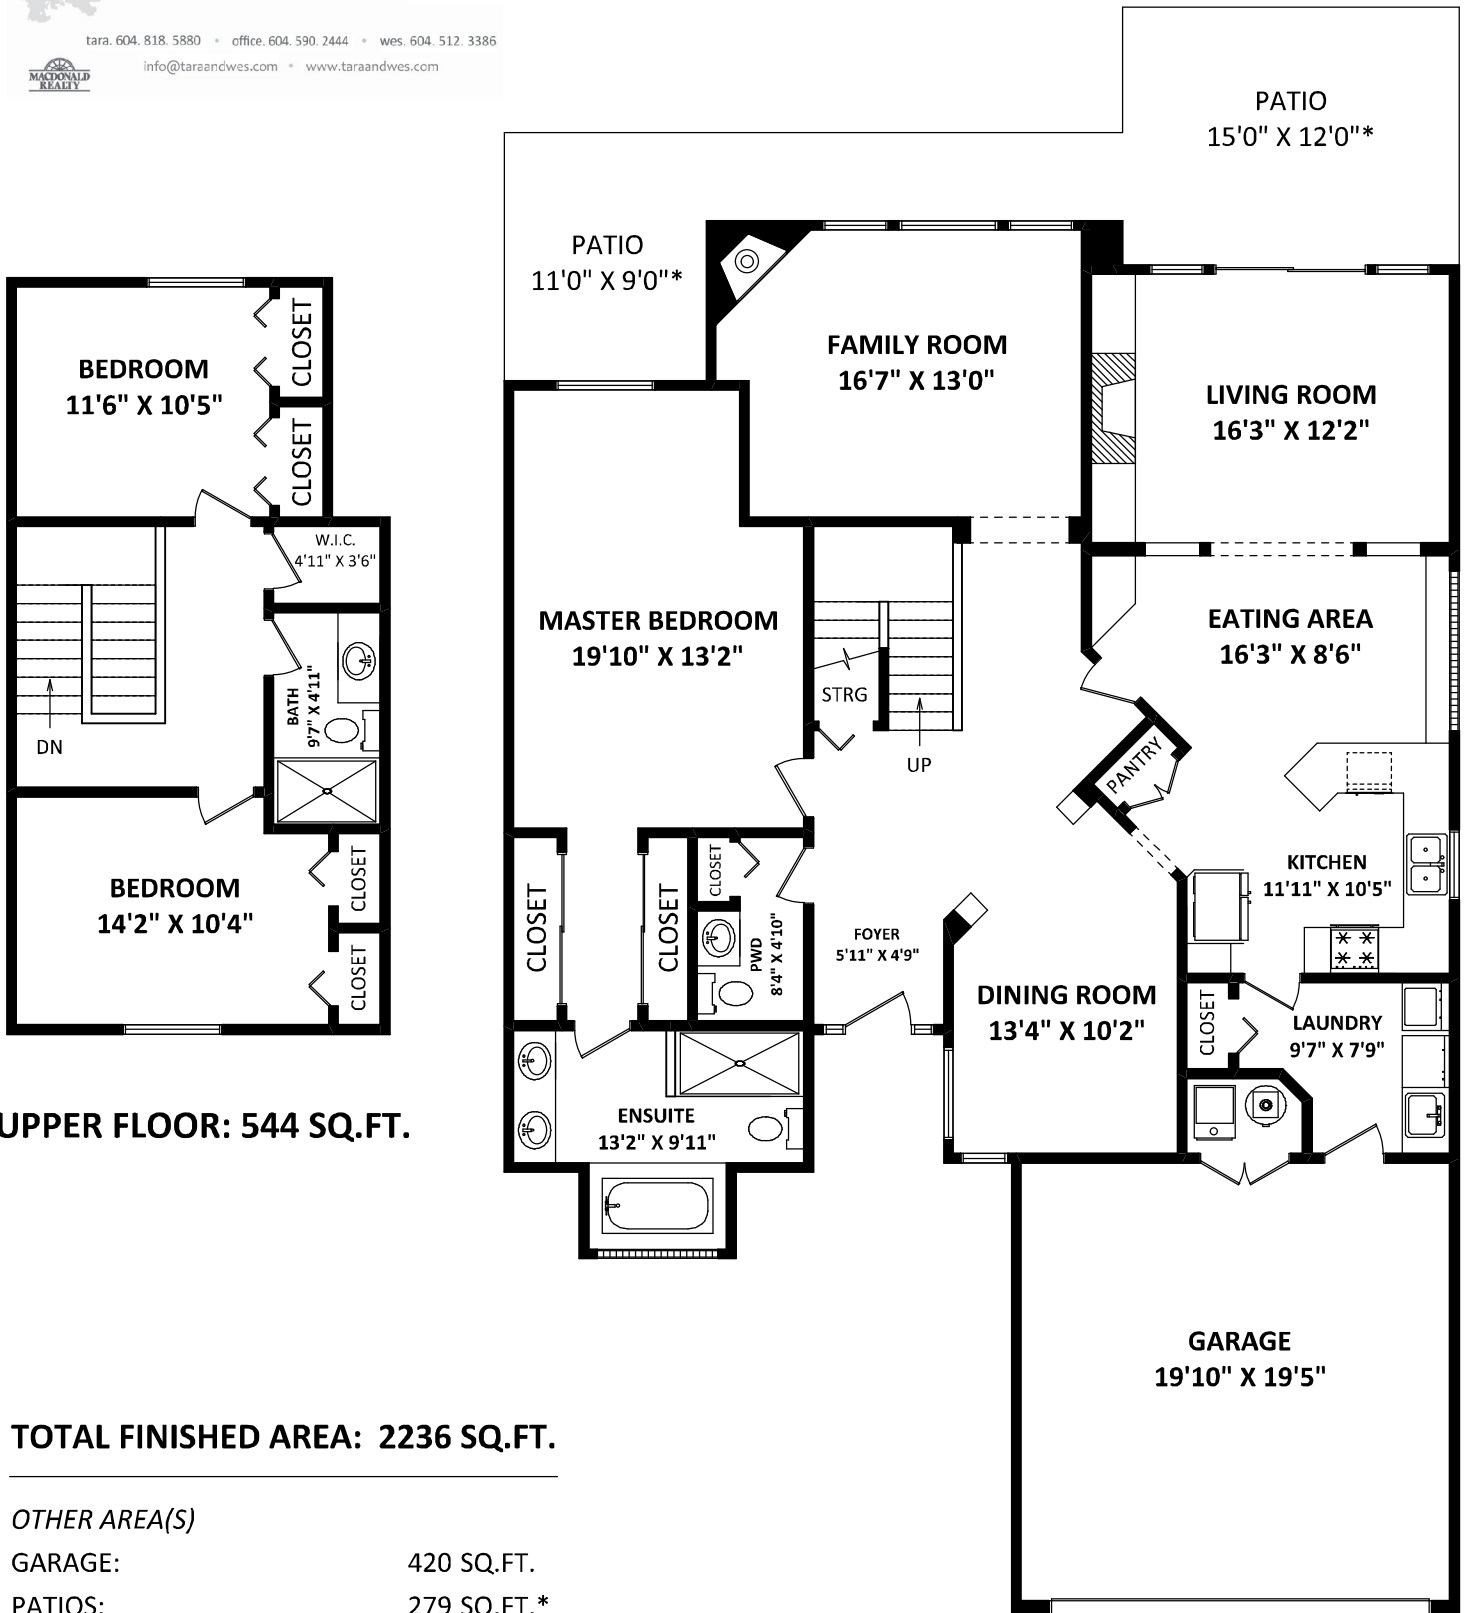 tara. 604. 818. 5880 • office. 604. 590. 2444 • wes. 604. 512. 3386
info@taraandwes.com • www.taraandwes.com
MACDONALD
REALTY
PATIO
15'0" X 12'0"*
PATIO
11'0" X 9'0"*
FAMILY ROOM
16'7" X 13'0"
LIVING ROOM
16'3" X 12'2"
BEDROOM
11'6" X 10'5"
CLOSET
CLOSET
W.I.C.
4'11" X 3'6"
BATH
9'7" X 4'11"
DN
BEDROOM
14'2" X 10'4"
CLOSET
CLOSET
UPPER FLOOR: 544 SQ.FT.
MASTER BEDROOM
19'10" X 13'2"
STRG
UP
EATING AREA
16'3" X 8'6"
PANTRY
KITCHEN
11'11" X 10'5"
CLOSET
CLOSET
CLOSET
PWD
8'4" X 4'10"
FOYER
5'11" X 4'9"
DINING ROOM
13'4" X 10'2"
CLOSET
LAUNDRY
9'7" X 7'9"
ENSUITE
13'2" X 9'11"
GARAGE
19'10" X 19'5"
TOTAL FINISHED AREA: 2236 SQ.FT.
OTHER AREA(S)
GARAGE: 420 SQ.FT.
PATIOS: 279 SQ.FT.*